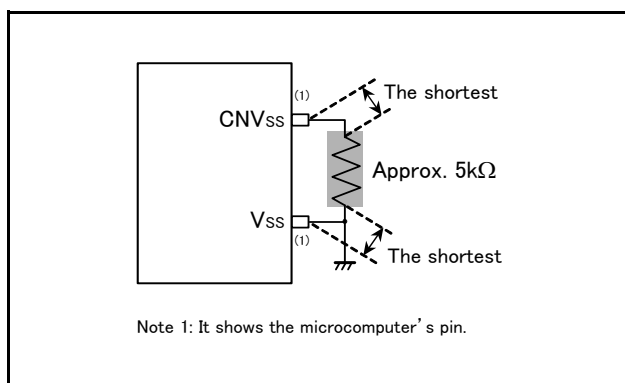 (1)
The shortest
CNVss
Approx. 5kΩ
Vss
(1)
The shortest
Note 1: It shows the microcomputer's pin.